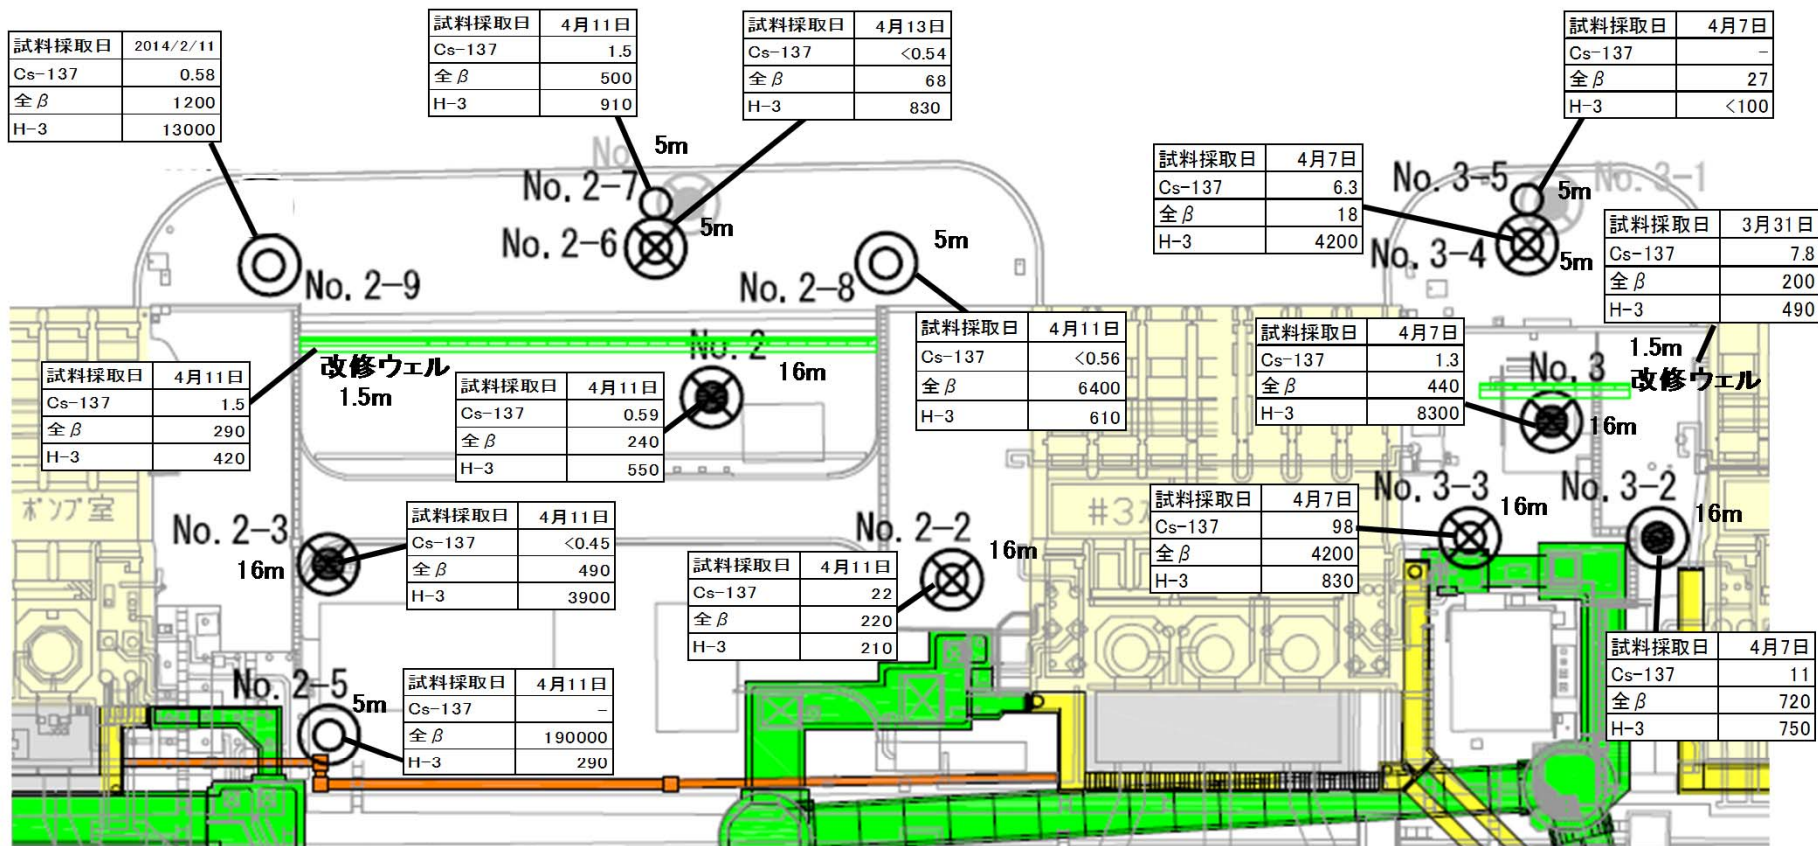 試料採取日 2014/2/11
Cs-137 0.58
全β 1200
H-3 13000
試料採取日 4月11日
Cs-137 1.5
全β 500
H-3 910
試料採取日 4月13日
Cs-137 <0.54
全β 68
H-3 830
試料採取日 4月7日
Cs-137 -
全β 27
H-3 <100
試料採取日 4月7日
Cs-137 6.3
全β 18
H-3 4200
試料採取日 3月31日
Cs-137 7.8
全β 200
H-3 490
No. 5m
No. 2-7
No. 2-6 5m
No. 2-9
No. 2-8 5m
No. 3-5 5m No. 3-1
No. 3-4 5m
試料採取日 4月11日
Cs-137 <0.56
全β 6400
H-3 610
試料採取日 4月7日
Cs-137 1.3
全β 440
H-3 8300
試料採取日 4月11日
Cs-137 1.5
全β 290
H-3 420
改修ウェル
1.5m
No. 2
16m
試料採取日 4月11日
Cs-137 0.59
全β 240
H-3 550
1.5m
改修ウェル
No. 3
16m
ポンプ室
No. 2-3
16m
試料採取日 4月11日
Cs-137 <0.45
全β 490
H-3 3900
No. 2-2
16m
試料採取日 4月11日
Cs-137 22
全β 220
H-3 210
#3ス
試料採取日 4月7日
Cs-137 98
全β 4200
H-3 830
No. 3-3
16m
No. 3-2
16m
試料採取日 4月7日
Cs-137 11
全β 720
H-3 750
No. 2-5
5m
試料採取日 4月11日
Cs-137 -
全β 190000
H-3 290